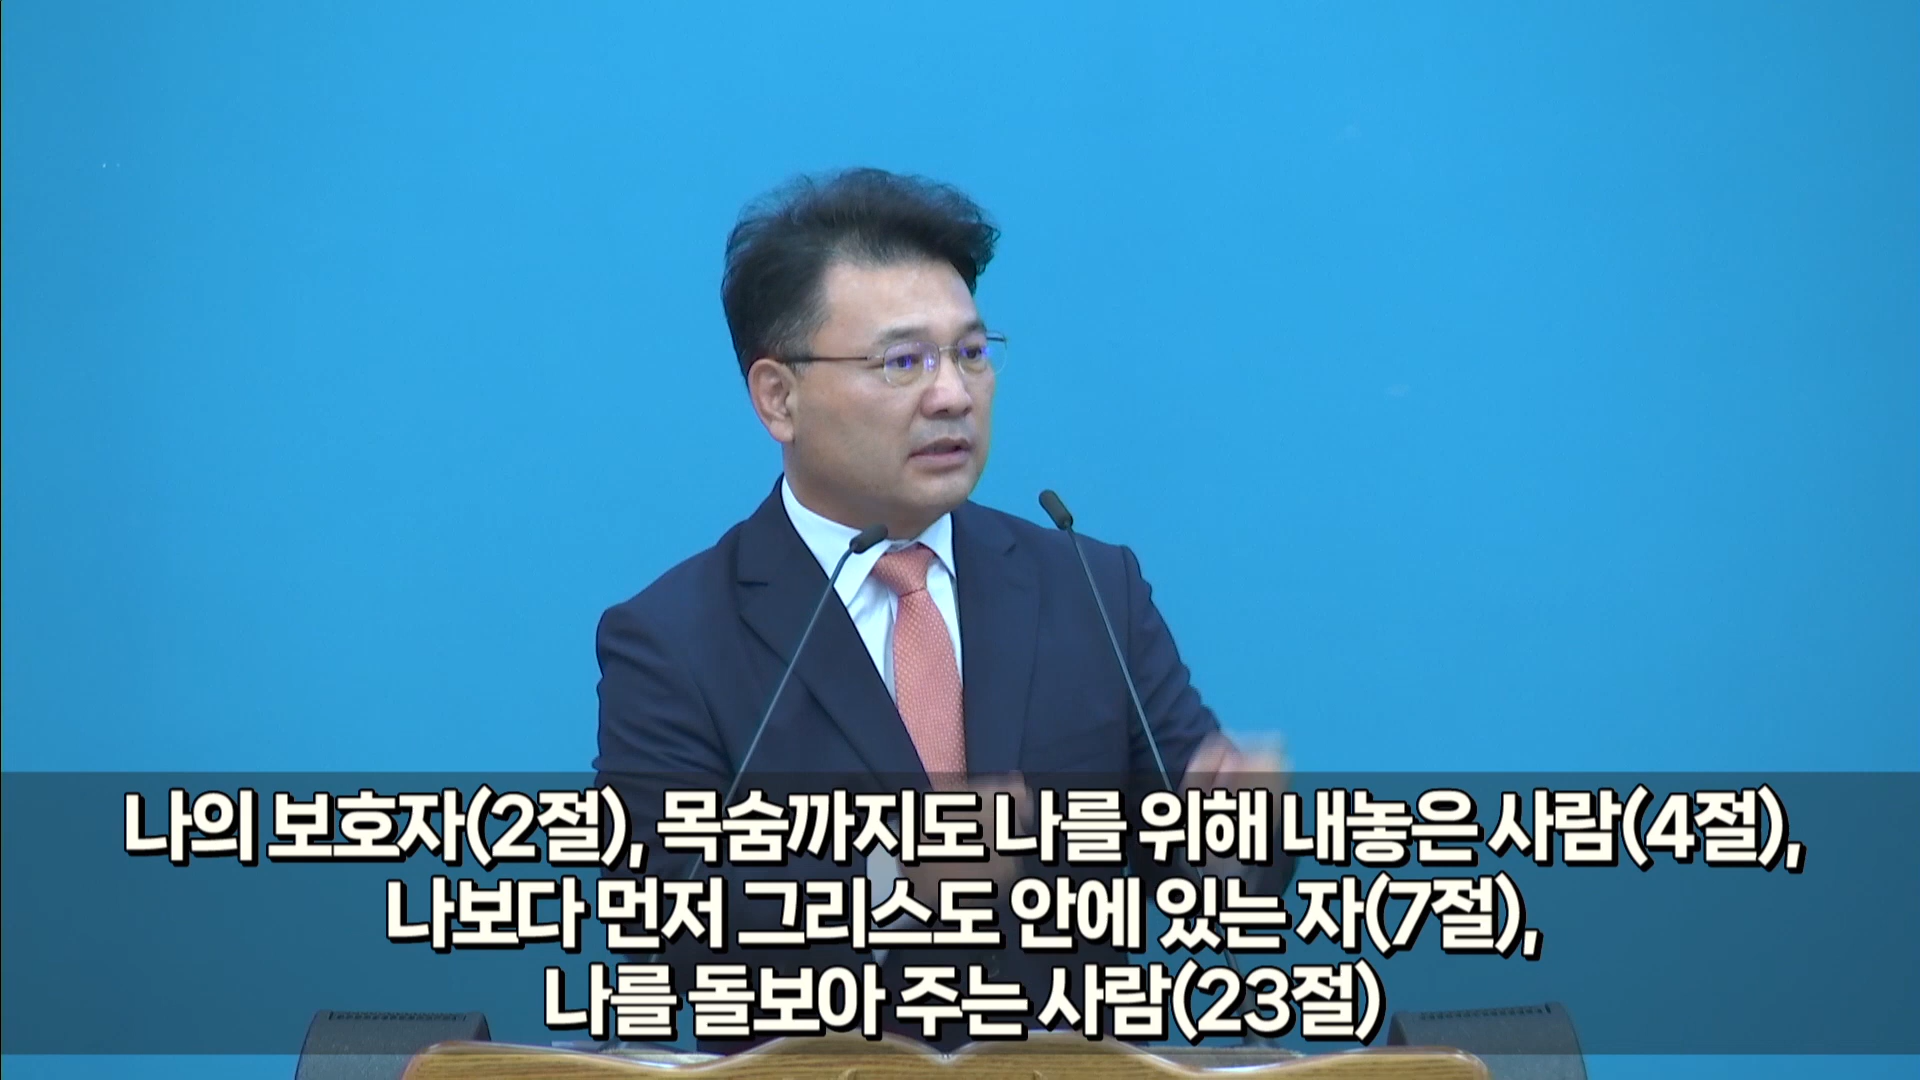 나의 보호자(2절), 목숨까지도 나를 위해 내놓은 사람(4절),
나보다 먼저 그리스도 안에 있는 자(7절),
나를 돌보아 주는 사람(23절)